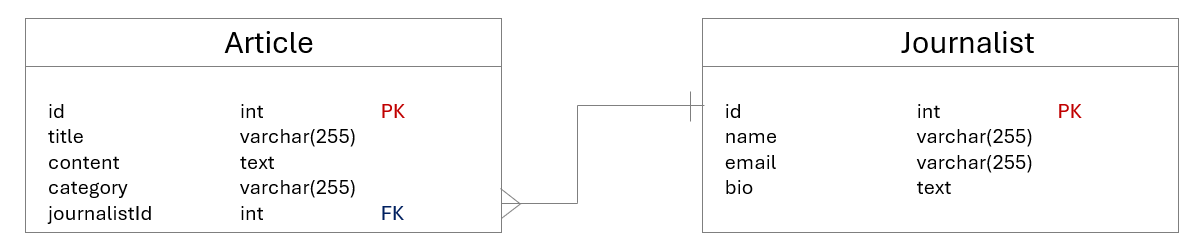 Article
id int PK
title varchar(255)
content text
category varchar(255)
journalistId int FK
Journalist
id int PK
name varchar(255)
email varchar(255)
bio text